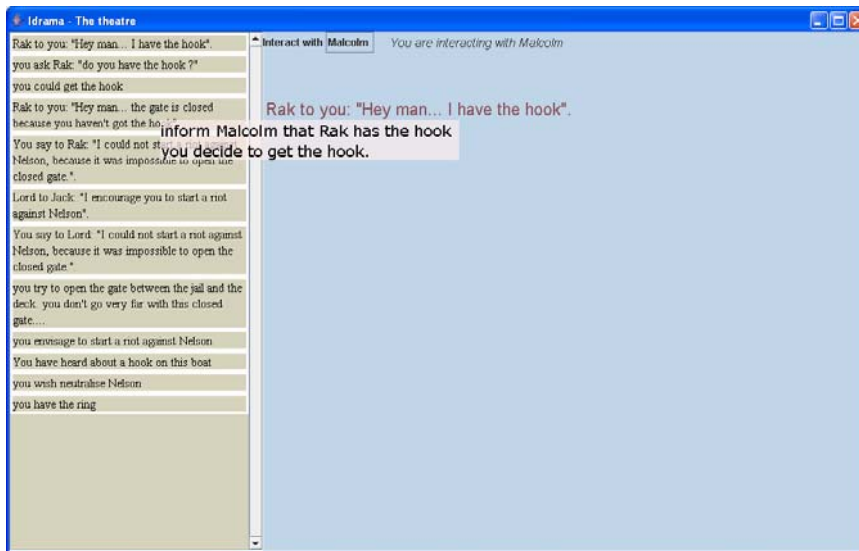 Idrama - The theatre
Interact with Malcolm You are interacting with Malcolm
Rak to you: "Hey man... I have the hook".
you ask Rak: "do you have the hook ?"
you could get the hook
Rak to you: "Hey man... the gate is closed
because you haven't got the
You say to Rak: "I could not
Nelson, because it was impossible to open the
closed gate.".
Lord to Jack: "I encourage you to start a riot
against Nelson".
You say to Lord: "I could not start a riot against
Nelson, because it was impossible to open the
closed gate."
you try to open the gate between the jail and the
deck. you don't go very far with this closed
gate....
you envisage to start a riot against Nelson
You have heard about a hook on this boat
you wish neutralise Nelson
you have the ring
Rak to you: "Hey man... I have the hook".
inform Malcolm that Rak has the hook
you decide to get the hook.